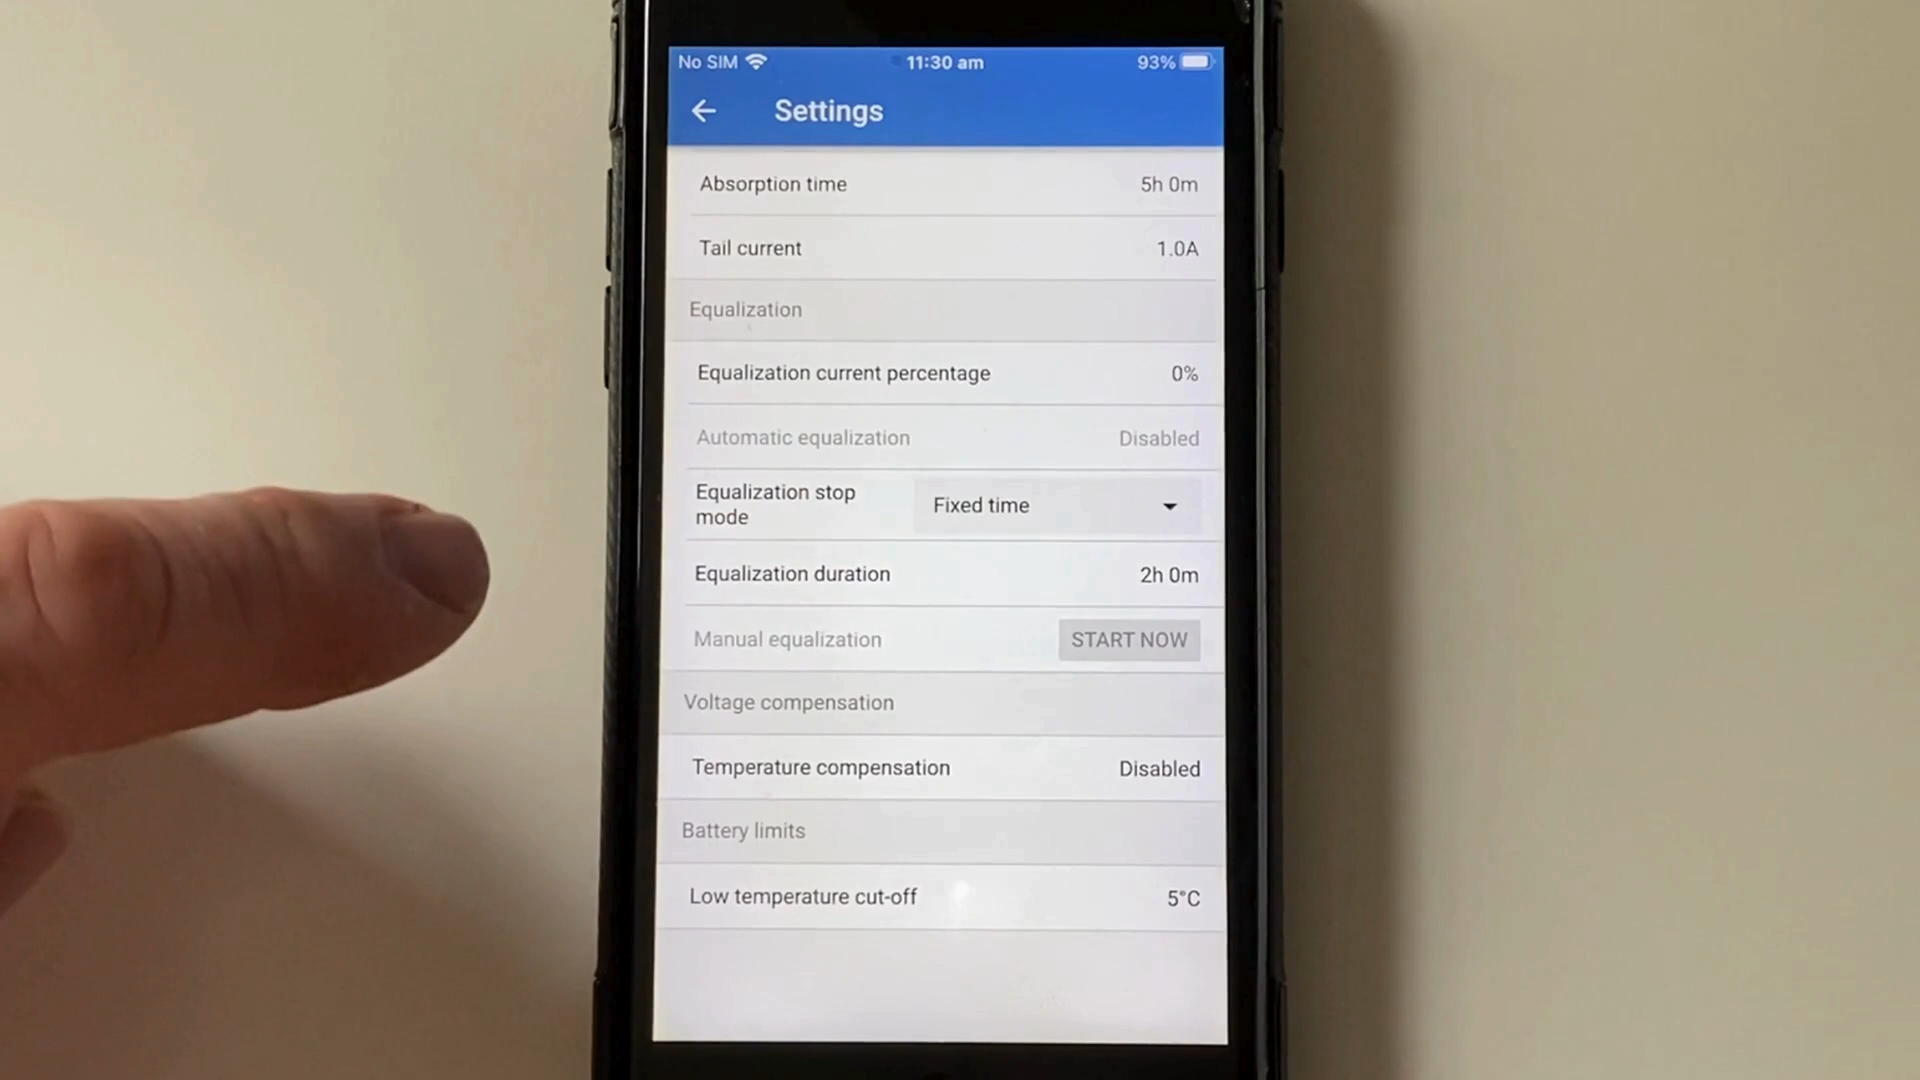 No SIM 11:30 am 93%
Settings
Absorption time 5h 0m
Tail current 1.0A
Equalization
Equalization current percentage 0%
Automatic equalization Disabled
Equalization stop
mode
Fixed time
Equalization duration 2h 0m
Manual equalization START NOW
Voltage compensation
Temperature compensation Disabled
Battery limits
Low temperature cut-off 5°C